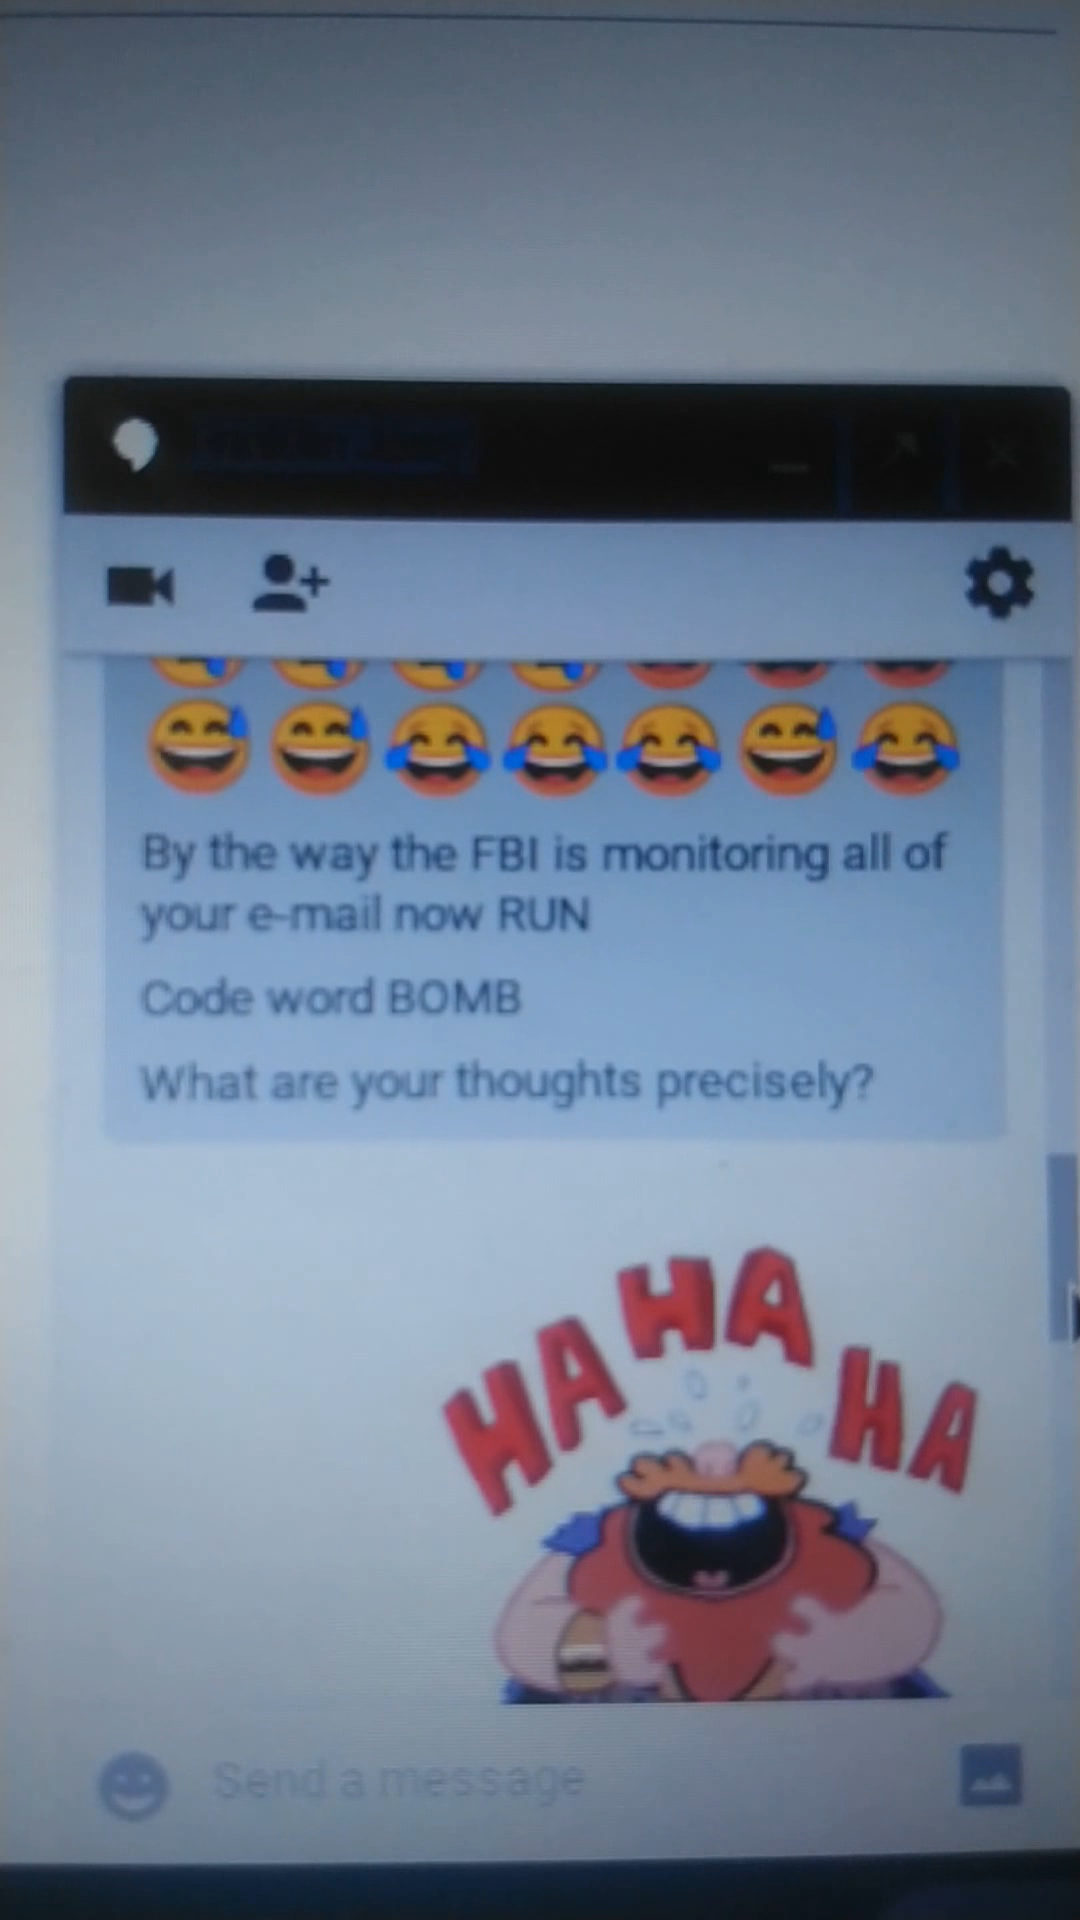 By the way the FBI is monitoring all of
your e-mail now RUN
Code word BOMB
What are your thoughts precisely?
HA HA HA
Send a message